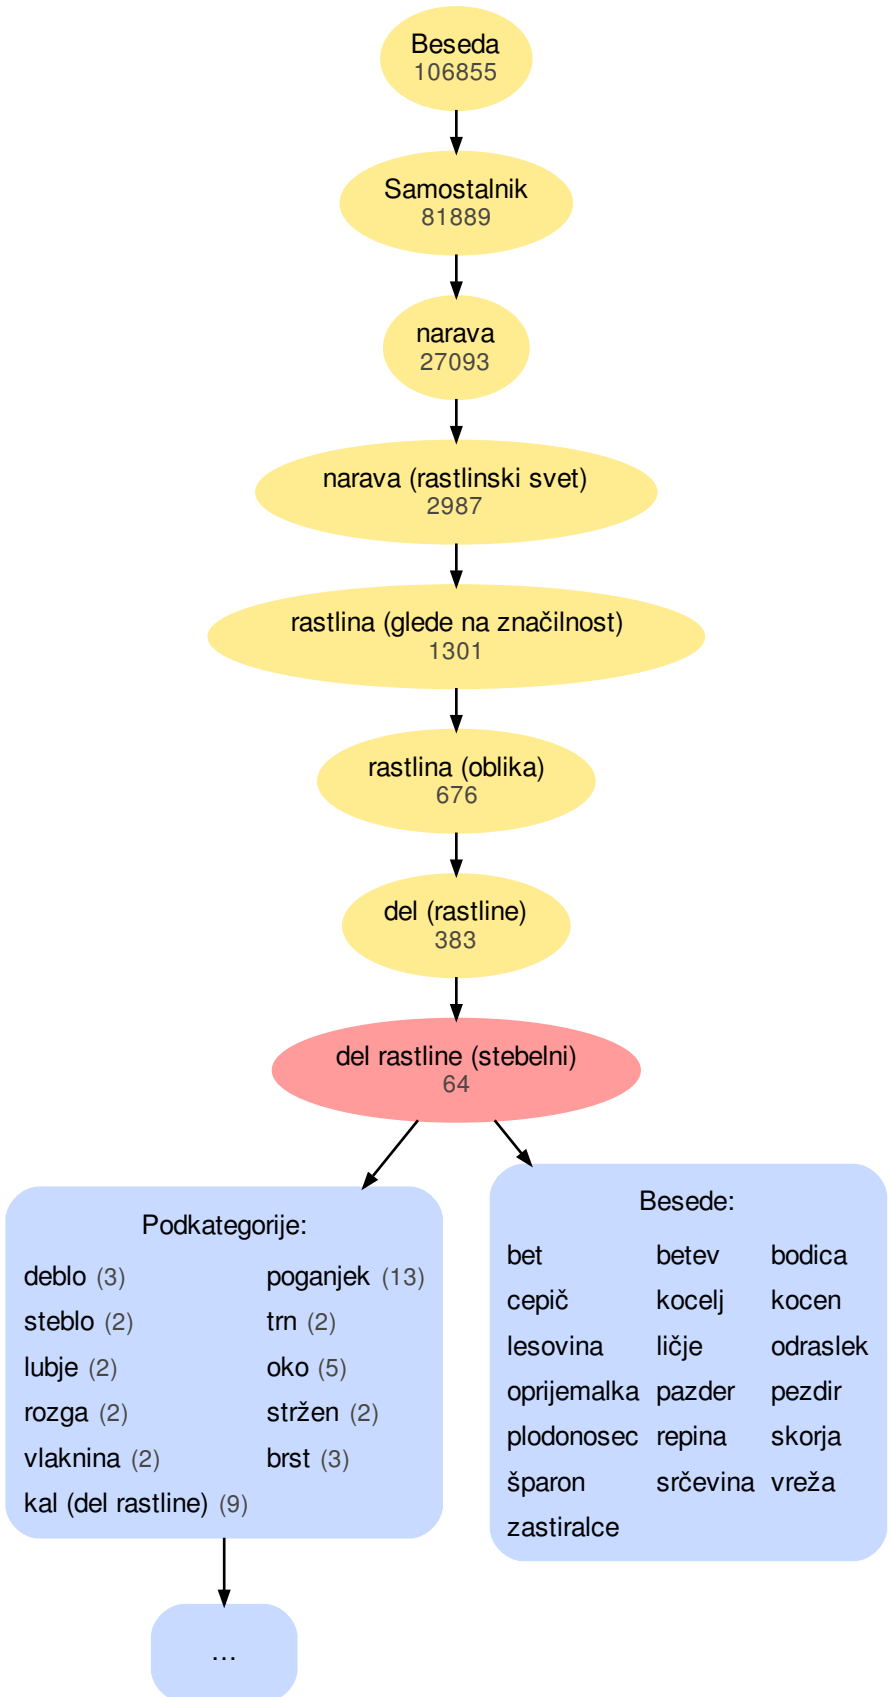 Beseda
106855
Samostalnik
81889
narava
27093
narava (rastlinski svet)
2987
rastlina (glede na značilnost)
1301
rastlina (oblika)
676
del (rastline)
383
del rastline (stebelni)
64
Podkategorije:
deblo (3) poganjek (13)
steblo (2) trn (2)
lubje (2) oko (5)
rozga (2) stržen (2)
vlaknina (2) brst (3)
kal (del rastline) (9)
...
Besede:
bet betev bodica
cepič kocelj kocen
lesovina ličje odraslek
oprijemalka pazder pezdir
plodonosec repina skorja
šparon srčevina vreža
zastiralce